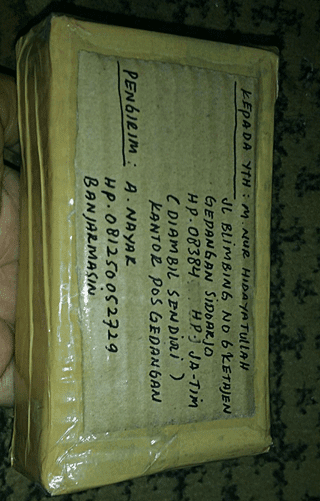 KEPADA YTH : M. NUR HIDAYATULLAH
JL BLIMBING NO 6 KETAJEN
GEDANGAN SIDOARJO
HP. 08384 HP: JA-TIM
( DIAMBIL SENDIRI )
KANTOR POS GEDANGAN
PENGIRIM : A. NAYAR
HP. 081250052729
BANJARMASIN